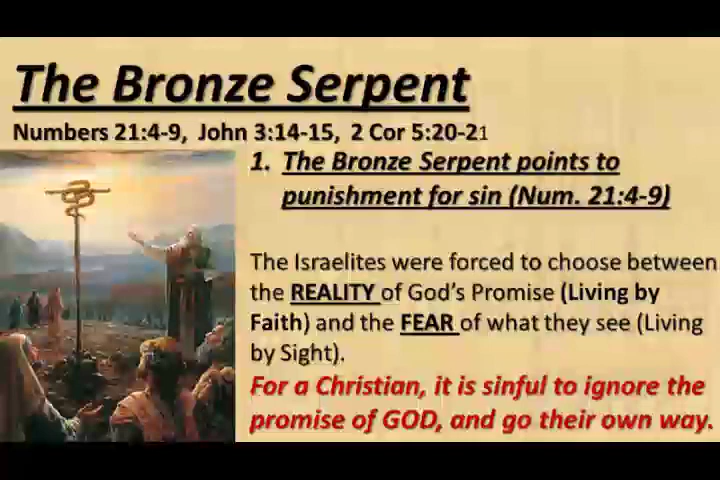 The Bronze Serpent
Numbers 21:4-9, John 3:14-15, 2 Cor 5:20-21
1. The Bronze Serpent points to
punishment for sin (Num. 21:4-9)
The Israelites were forced to choose between
the REALITY of God's Promise (Living by
Faith) and the FEAR of what they see (Living
by Sight).
For a Christian, it is sinful to ignore the
promise of GOD, and go their own way.